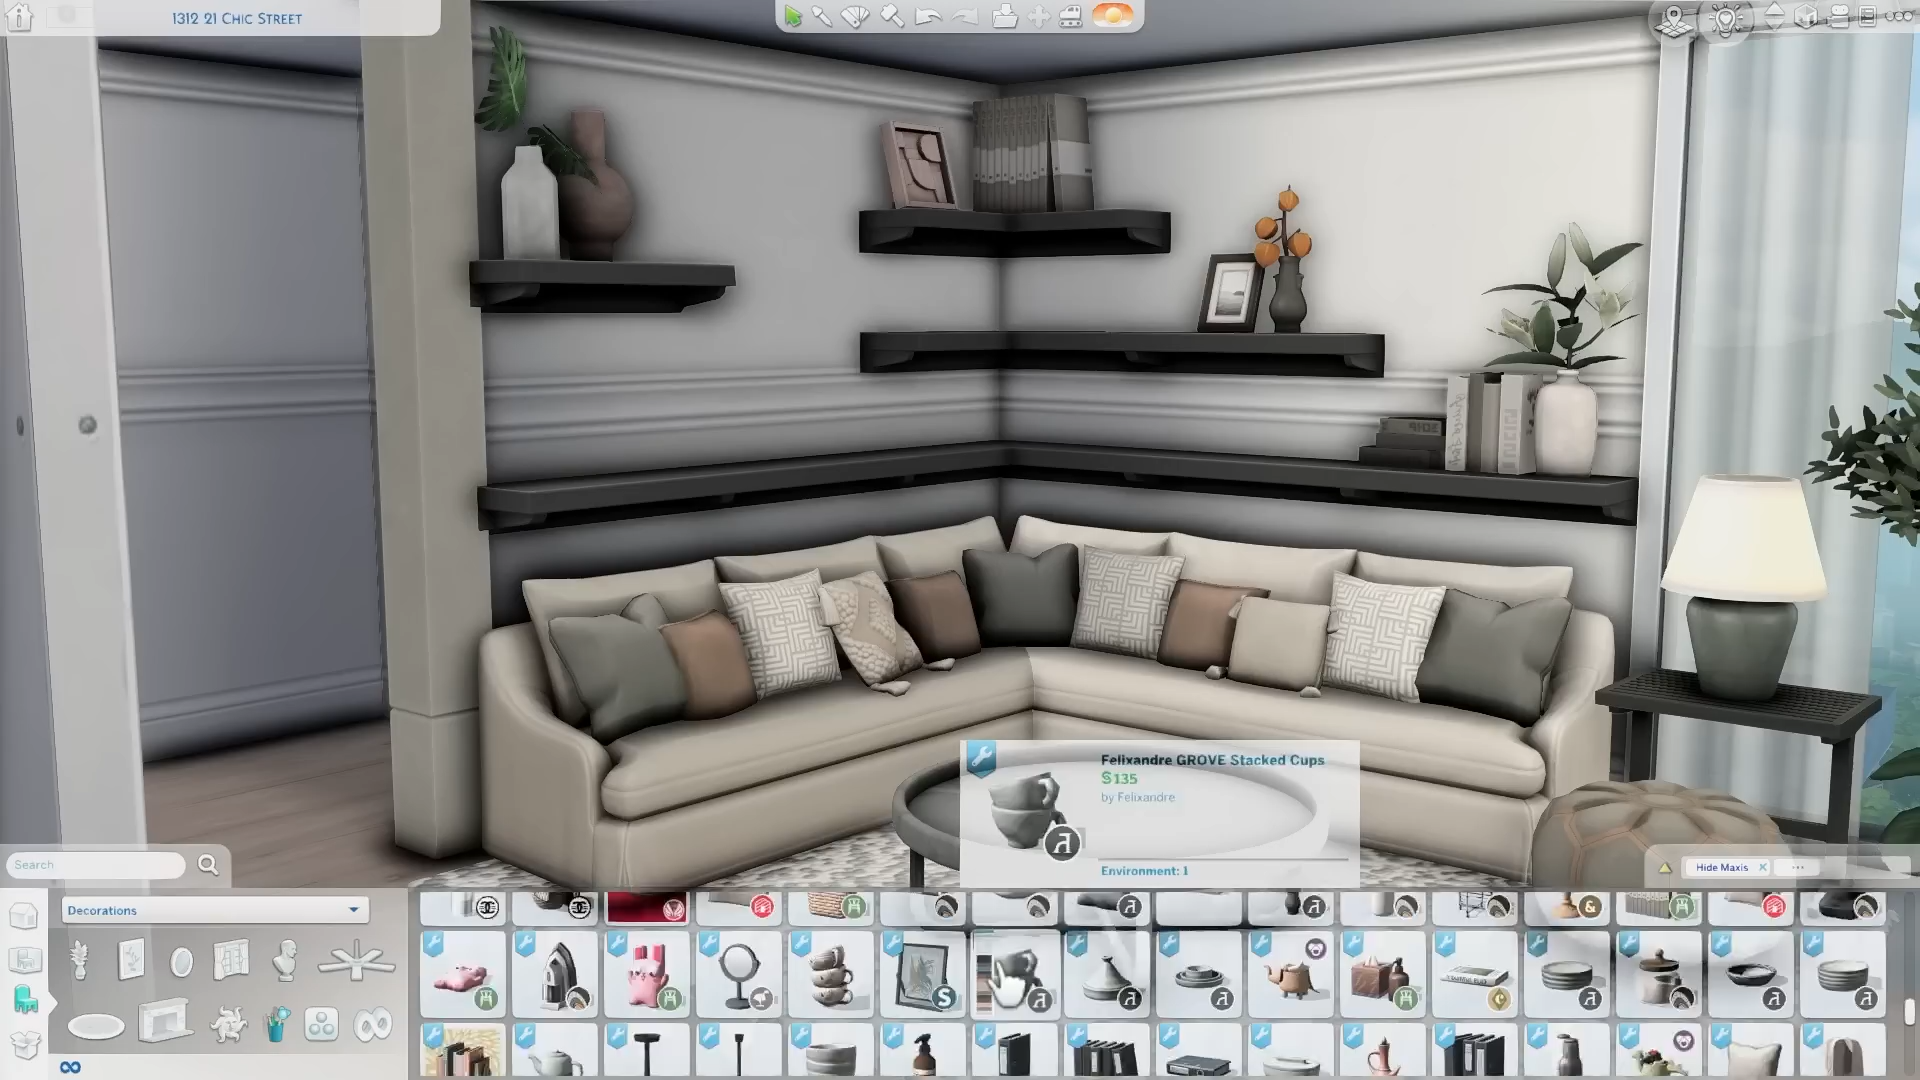 1312 21 Chic Street
Felixandre GROVE Stacked Cups
§135
by Felixandre
Environment: 1
Search
Hide Maxis
Decorations